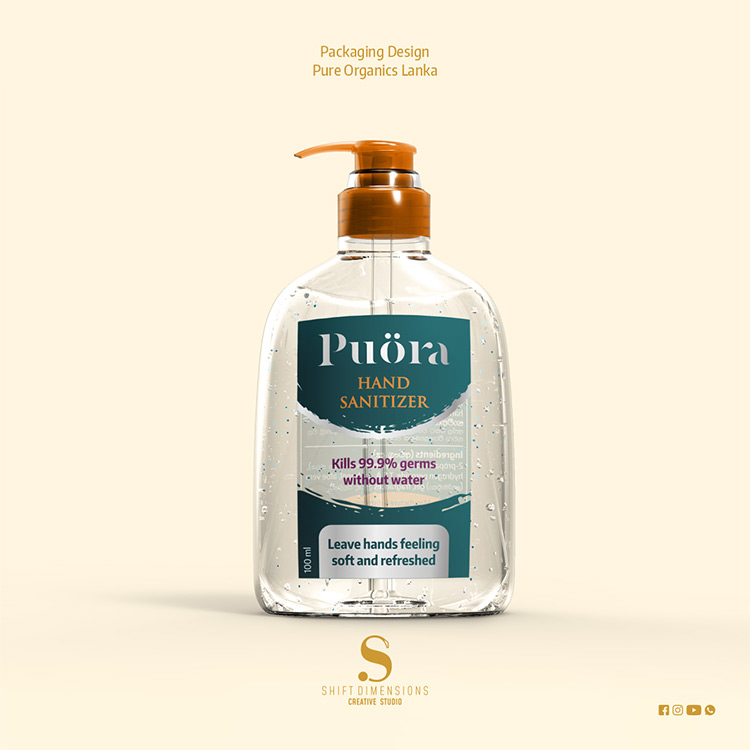 Packaging Design
Pure Organics Lanka
Puöra
HAND
SANITIZER
Kills 99.9% germs
without water
Leave hands feeling
soft and refreshed
100 ml
S
SHIFT DIMENSIONS
CREATIVE STUDIO